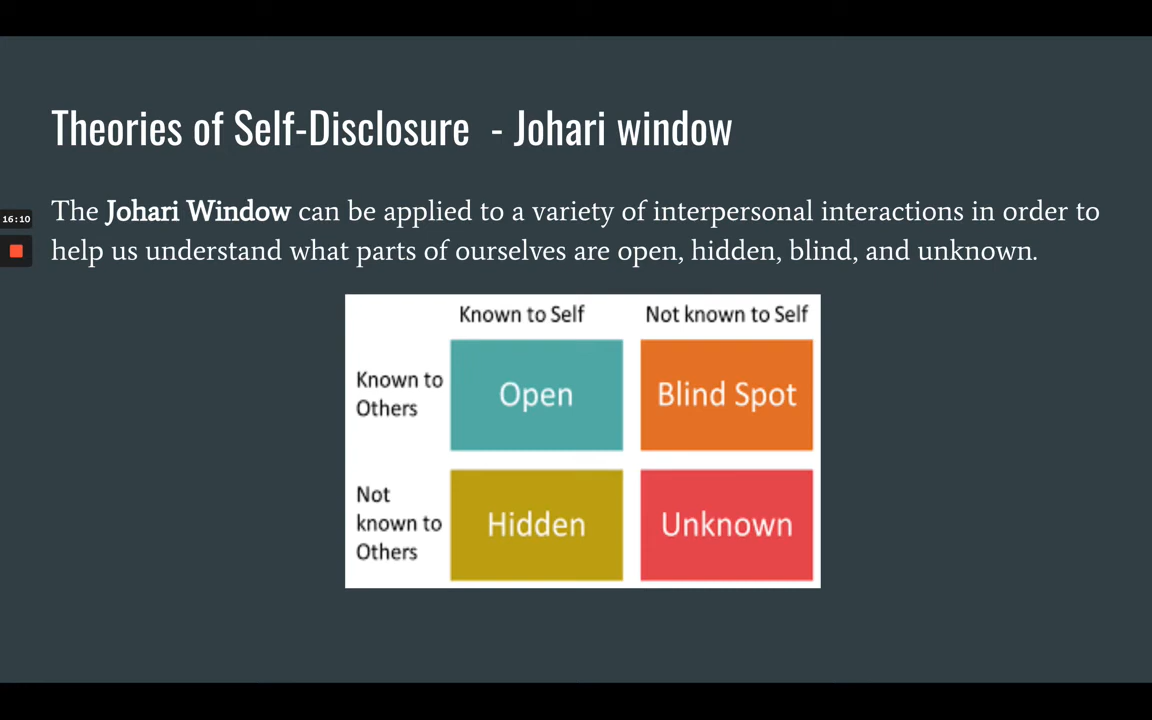 Theories of Self-Disclosure - Johari window
16:10
The Johari Window can be applied to a variety of interpersonal interactions in order to
help us understand what parts of ourselves are open, hidden, blind, and unknown.
Known to Self
Not known to Self
Known to
Others
Open
Blind Spot
Not
known to
Others
Hidden
Unknown